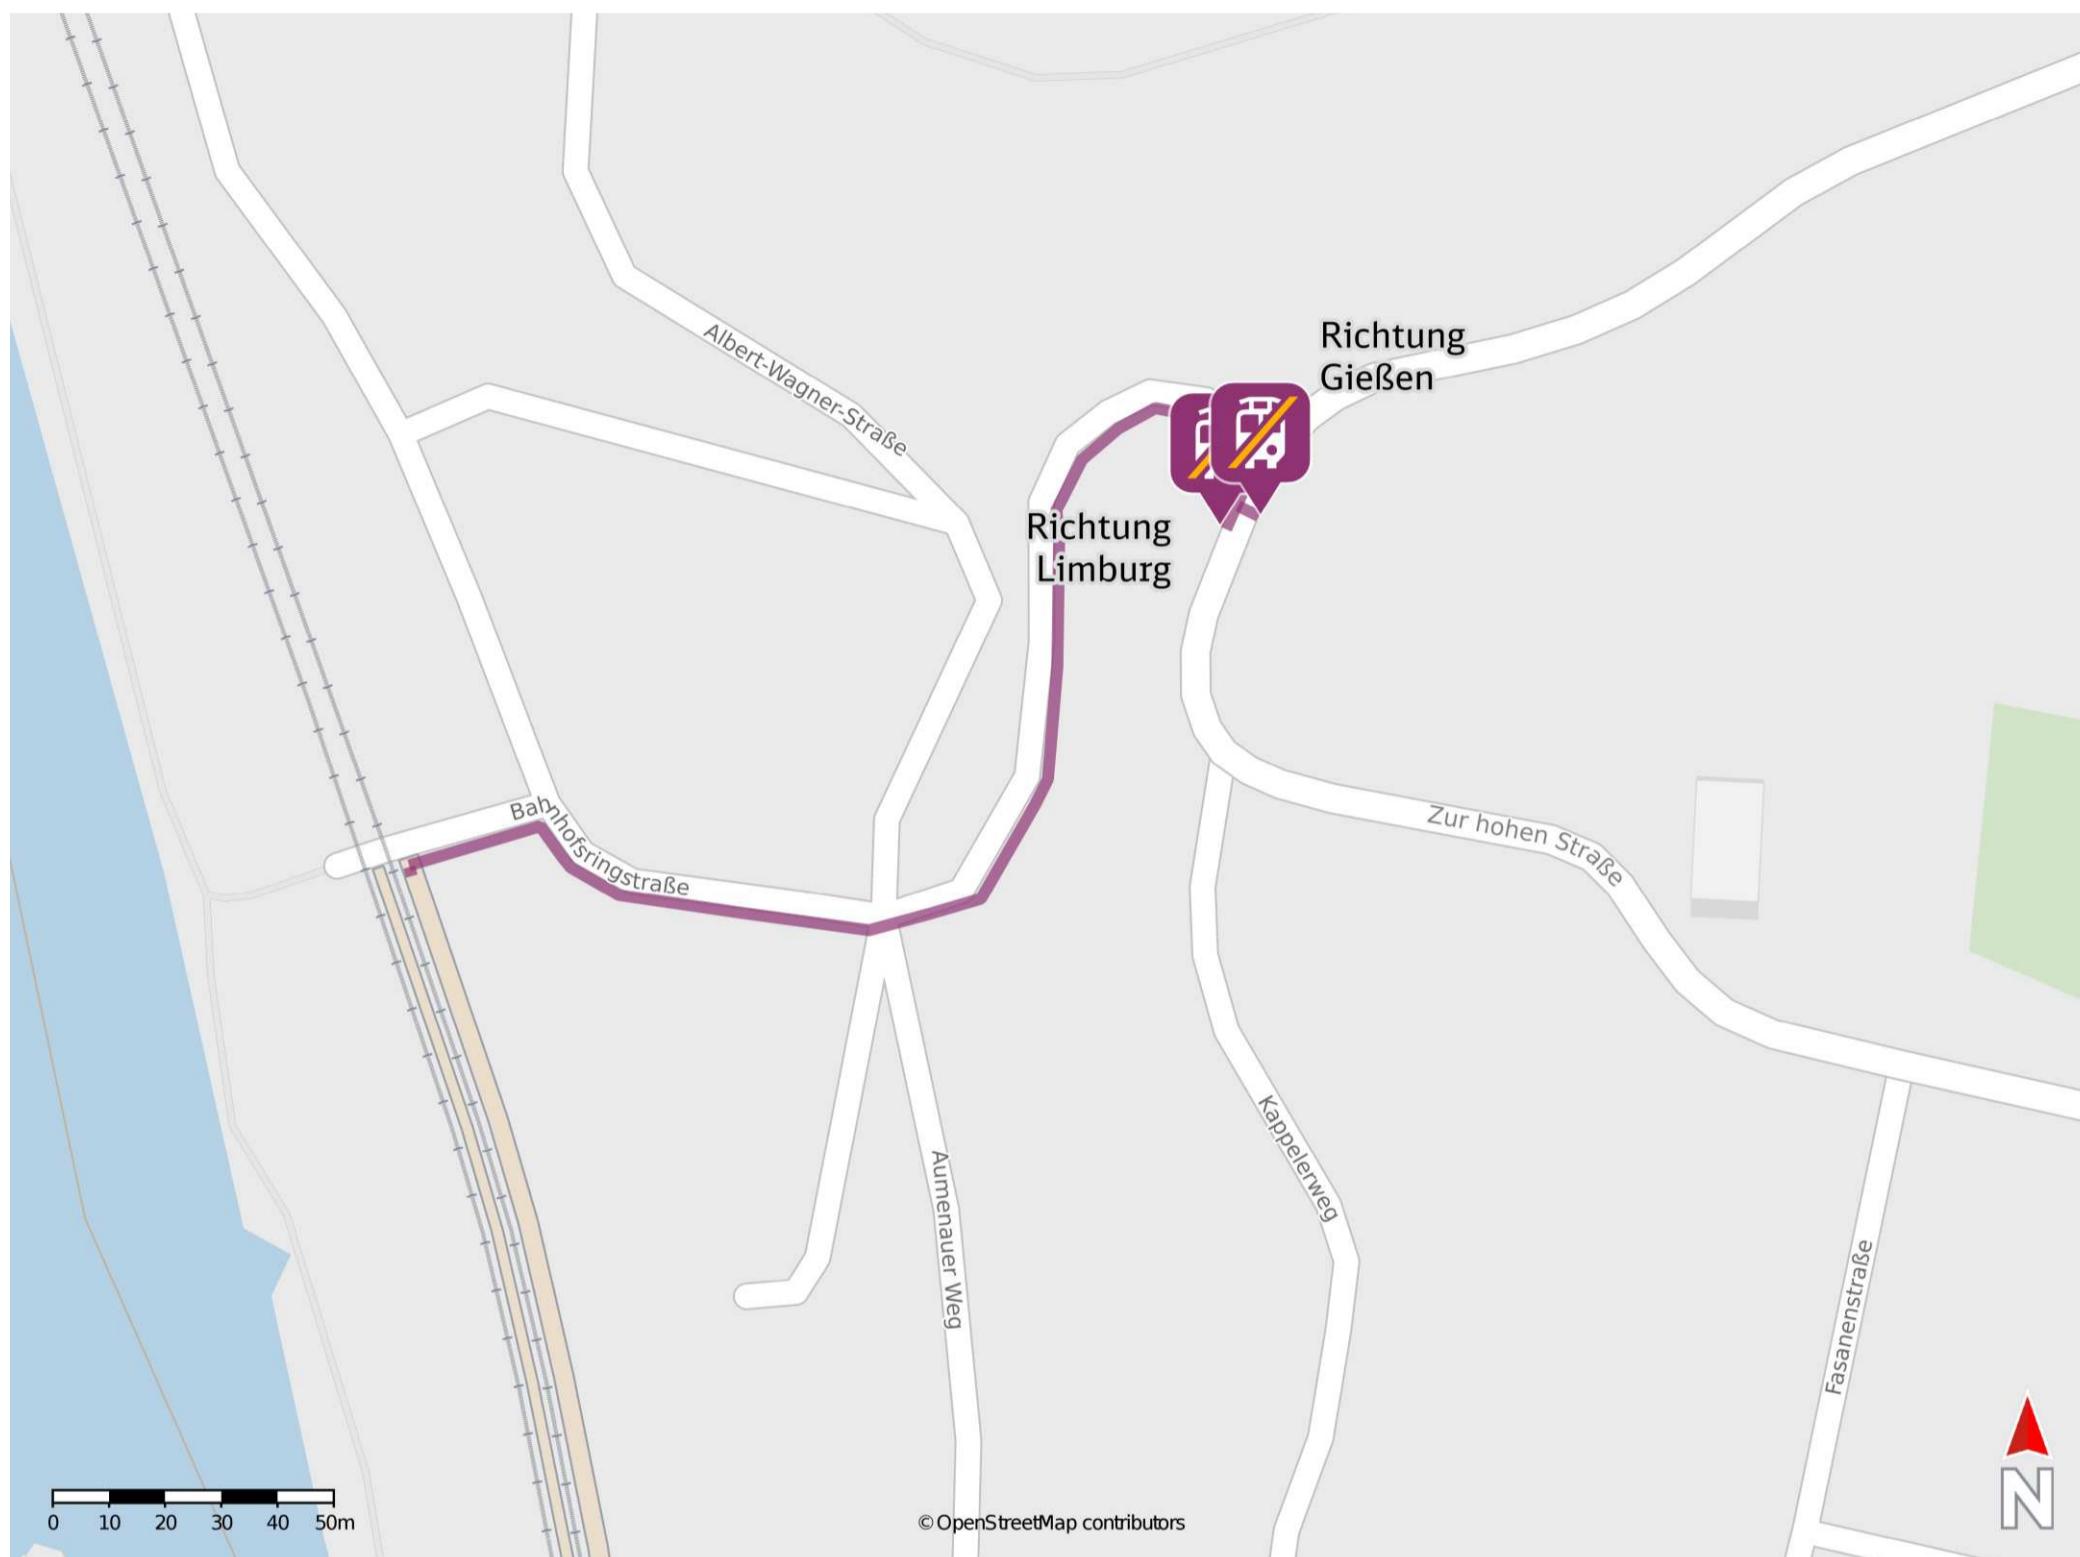 Richtung
Gießen
Albert-Wagner-Straße
Richtung
Limburg
Bahnhofsringstraße
Zur hohen Straße
Kappelerweg
Aumenauer Weg
Fasanenstraße
0 10 20 30 40 50m
© OpenStreetMap contributors
N